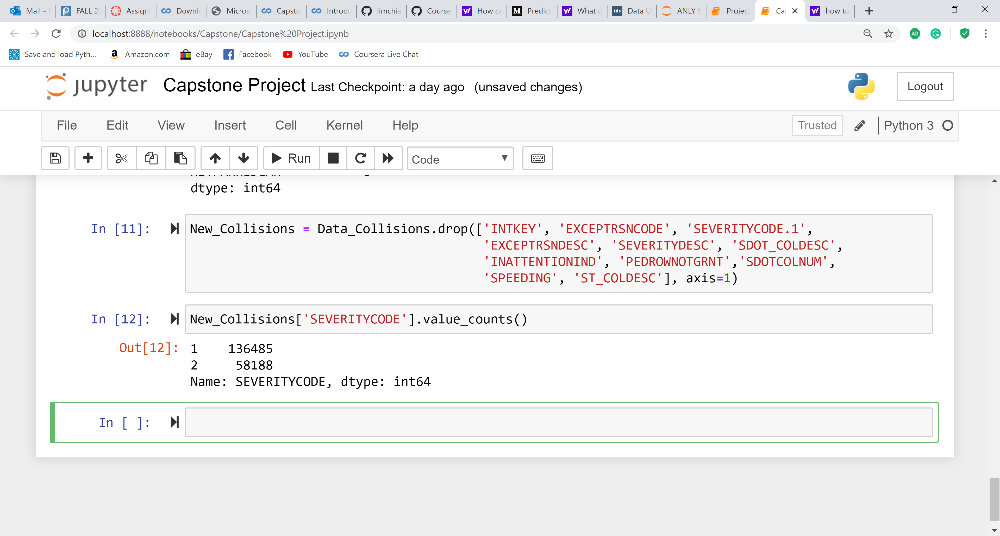 Mail - FALL 20 Assign Downlo Micros Capsto Introdu limchia Course How ca Predict What d tds Data U ANLY 5 Project Cap how to
localhost:8888/notebooks/Capstone/Capstone%20Project.ipynb AD
Save and load Pyth... Amazon.com eBay Facebook YouTube Coursera Live Chat
jupyter Capstone Project Last Checkpoint: a day ago (unsaved changes) Logout
File Edit View Insert Cell Kernel Help Trusted Python 3
Run Code
dtype: int64
In [11]: New_Collisions = Data_Collisions.drop(['INTKEY', 'EXCEPTRSNCODE', 'SEVERITYCODE.1',
'EXCEPTRSNDESC', 'SEVERITYDESC', 'SDOT_COLDESC',
'INATTENTIONIND', 'PEDROWNOTGRNT','SDOTCOLNUM',
'SPEEDING', 'ST_COLDESC'], axis=1)
In [12]: New_Collisions['SEVERITYCODE'].value_counts()
Out[12]: 1 136485
2 58188
Name: SEVERITYCODE, dtype: int64
In [ ]: